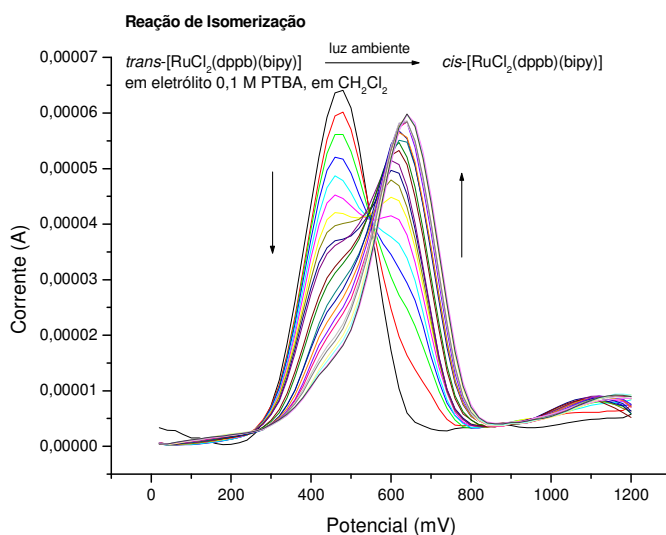 Reação de Isomerização
trans-[RuCl2(dppb)(bipy)] luz ambiente cis-[RuCl2(dppb)(bipy)]
em eletrólito 0,1 M PTBA, em CH2Cl2
0,00007
0,00006
0,00005
0,00004
0,00003
0,00002
0,00001
0,00000
Corrente (A)
0 200 400 600 800 1000 1200
Potencial (mV)